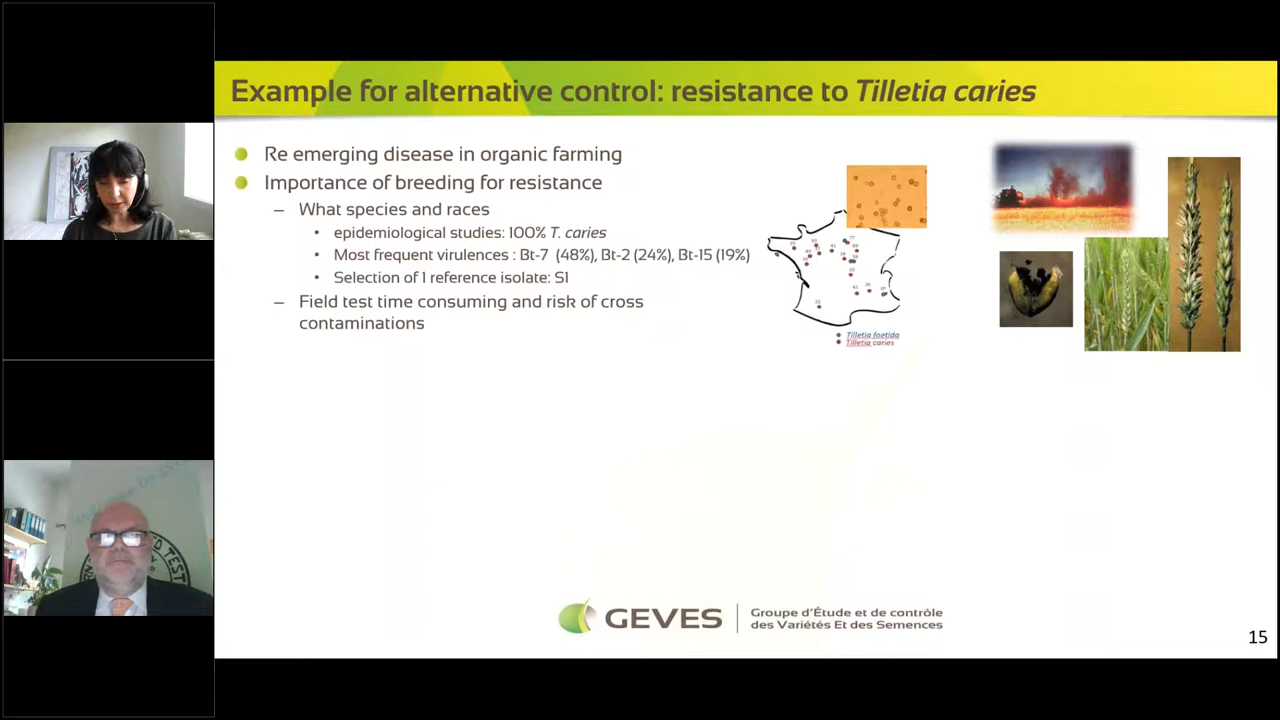 Example for alternative control: resistance to Tilletia caries
Re emerging disease in organic farming
Importance of breeding for resistance
– What species and races
• epidemiological studies: 100% T. caries
• Most frequent virulences : Bt-7 (48%), Bt-2 (24%), Bt-15 (19%)
• Selection of 1 reference isolate: S1
– Field test time consuming and risk of cross
contaminations
Tilletia foetida
Tilletia caries
GEVES
Groupe d'Étude et de contrôle
des Variétés Et des Semences
15